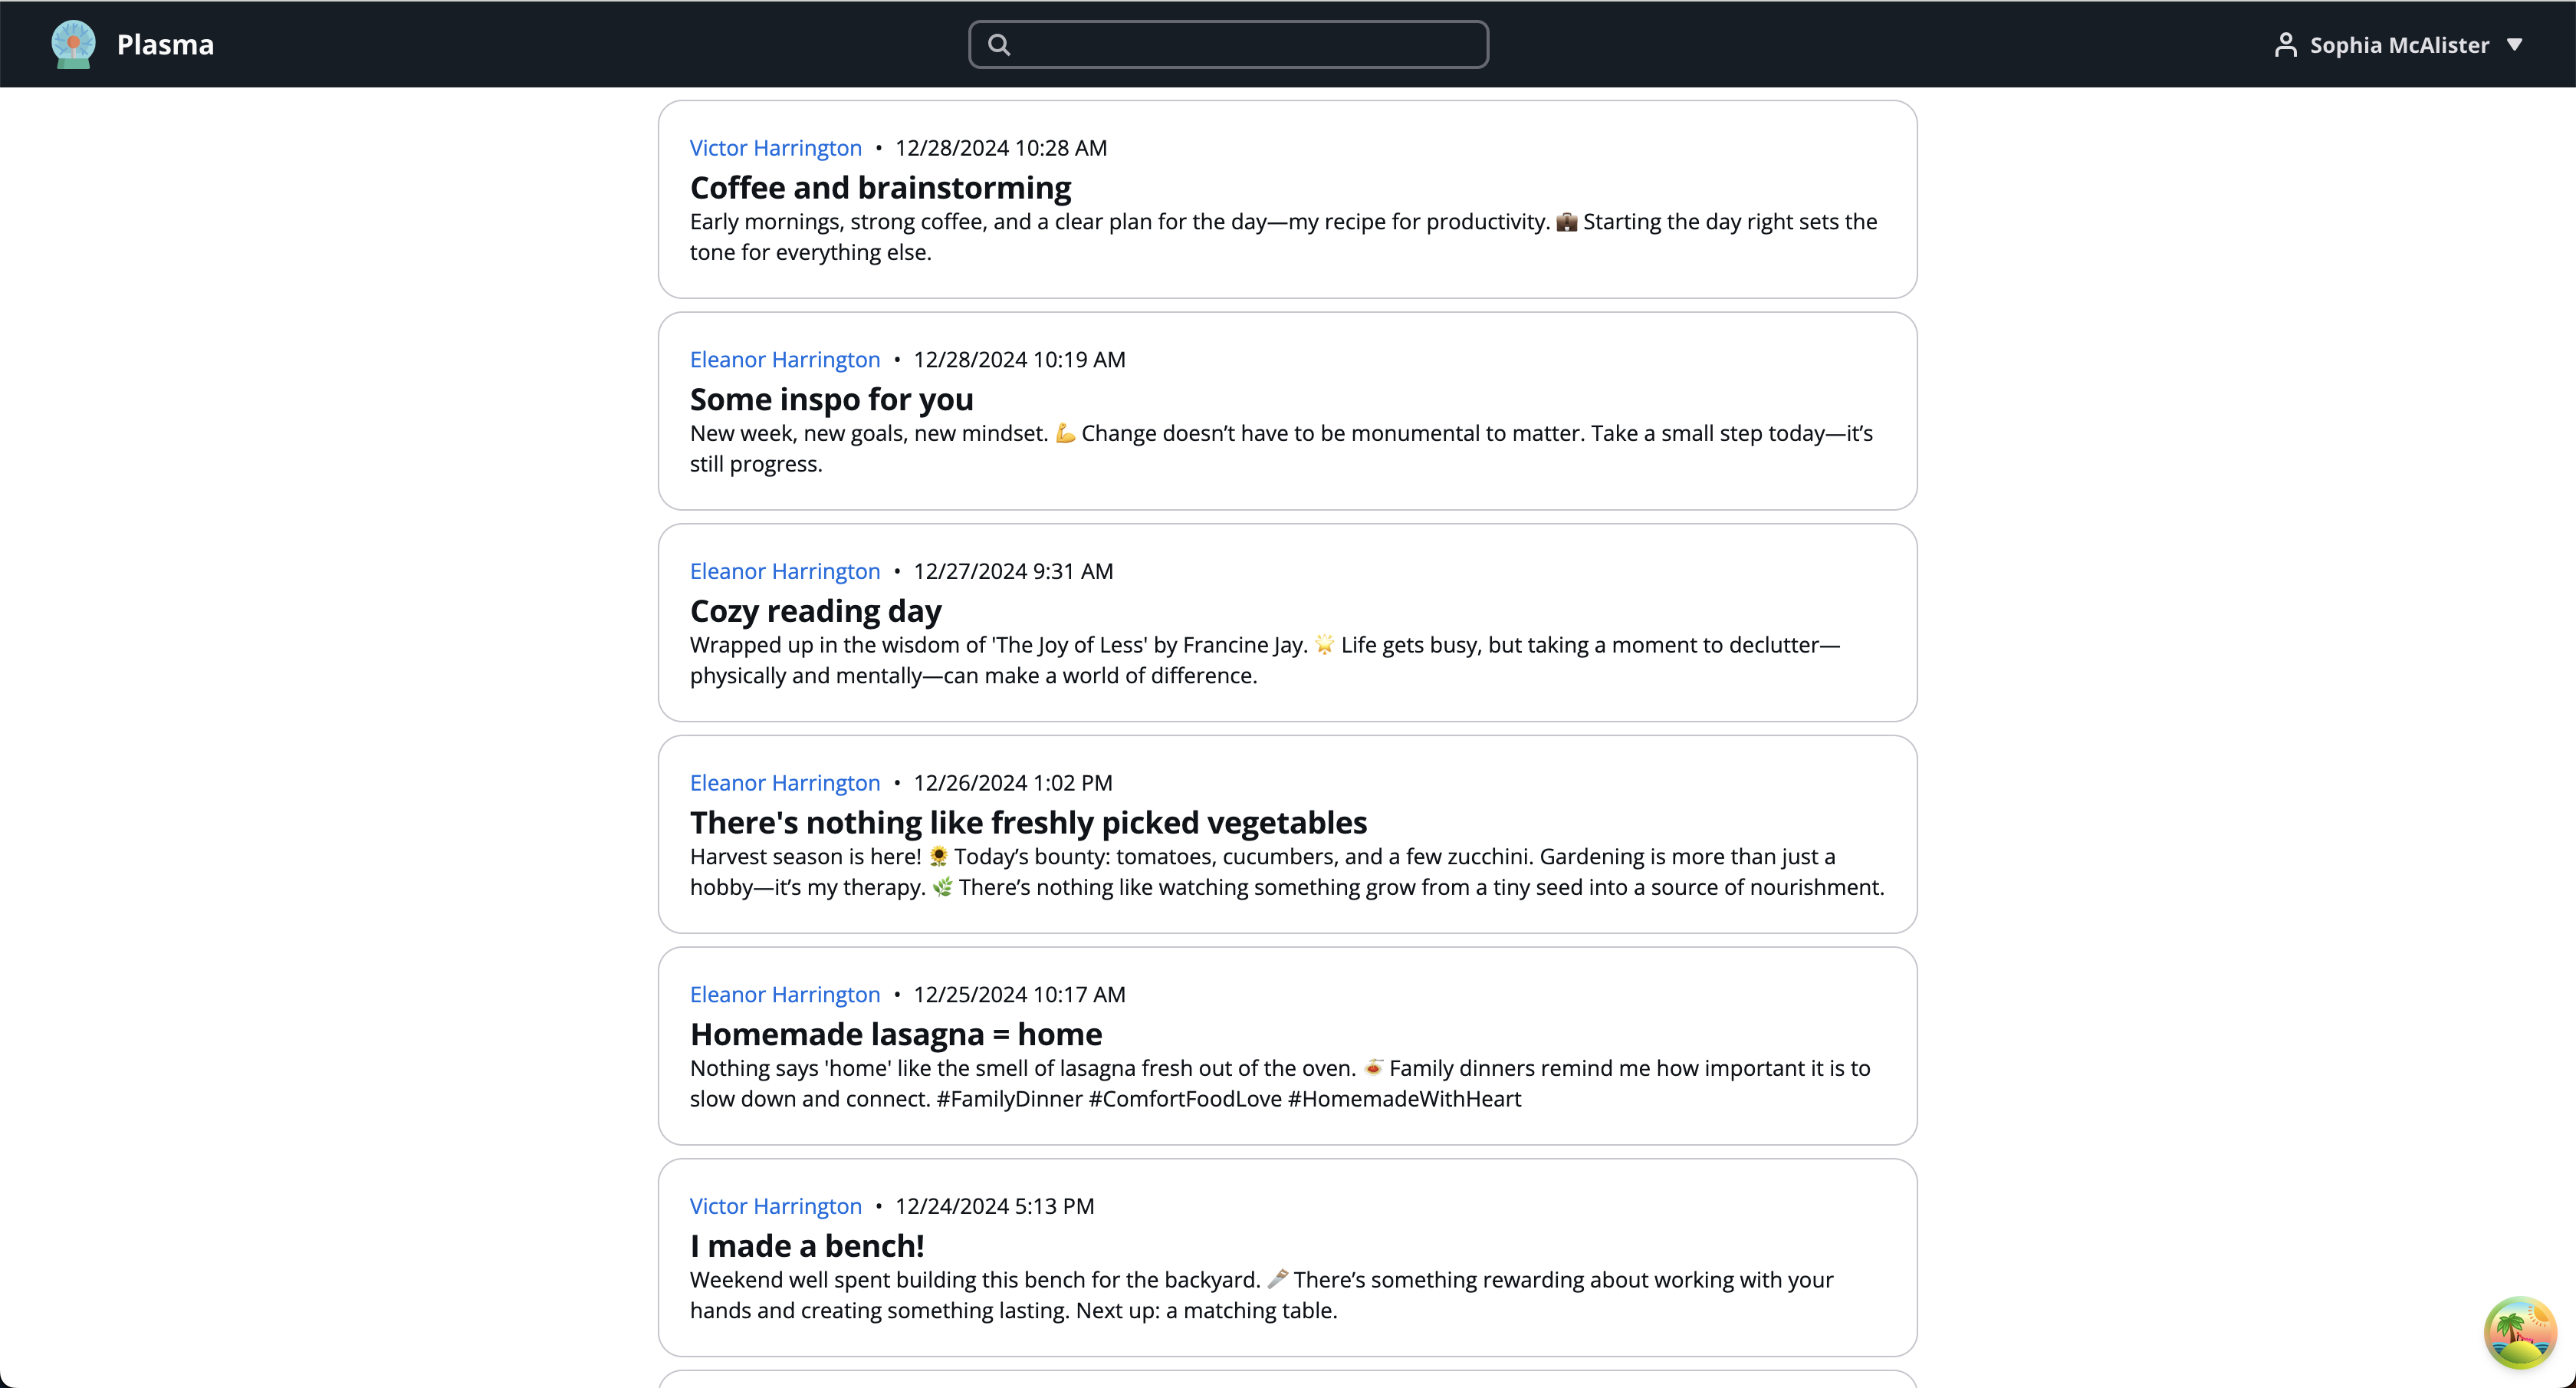 Plasma
Sophia McAlister ▼
Victor Harrington • 12/28/2024 10:28 AM
Coffee and brainstorming
Early mornings, strong coffee, and a clear plan for the day—my recipe for productivity. 💼 Starting the day right sets the
tone for everything else.
Eleanor Harrington • 12/28/2024 10:19 AM
Some inspo for you
New week, new goals, new mindset. 💪 Change doesn’t have to be monumental to matter. Take a small step today—it’s
still progress.
Eleanor Harrington • 12/27/2024 9:31 AM
Cozy reading day
Wrapped up in the wisdom of 'The Joy of Less' by Francine Jay. 🌟 Life gets busy, but taking a moment to declutter—
physically and mentally—can make a world of difference.
Eleanor Harrington • 12/26/2024 1:02 PM
There's nothing like freshly picked vegetables
Harvest season is here! 🌻 Today’s bounty: tomatoes, cucumbers, and a few zucchini. Gardening is more than just a
hobby—it’s my therapy. 🌿 There’s nothing like watching something grow from a tiny seed into a source of nourishment.
Eleanor Harrington • 12/25/2024 10:17 AM
Homemade lasagna = home
Nothing says 'home' like the smell of lasagna fresh out of the oven. 🍝 Family dinners remind me how important it is to
slow down and connect. #FamilyDinner #ComfortFoodLove #HomemadeWithHeart
Victor Harrington • 12/24/2024 5:13 PM
I made a bench!
Weekend well spent building this bench for the backyard. 🪚 There’s something rewarding about working with your
hands and creating something lasting. Next up: a matching table.